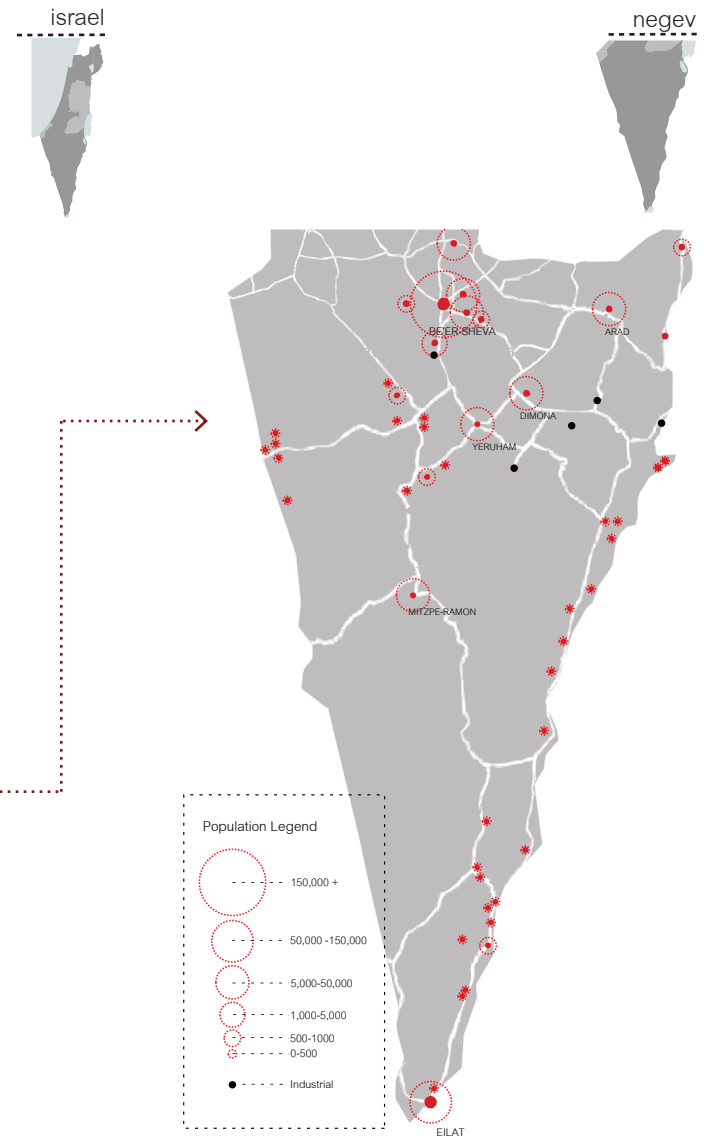 israel
negev
BE'ER-SHEVA
ARAD
DIMONA
YERUHAM
MITZPE-RAMON
Population Legend
150,000 +
50,000 -150,000
5,000-50,000
1,000-5,000
500-1000
0-500
Industrial
EILAT